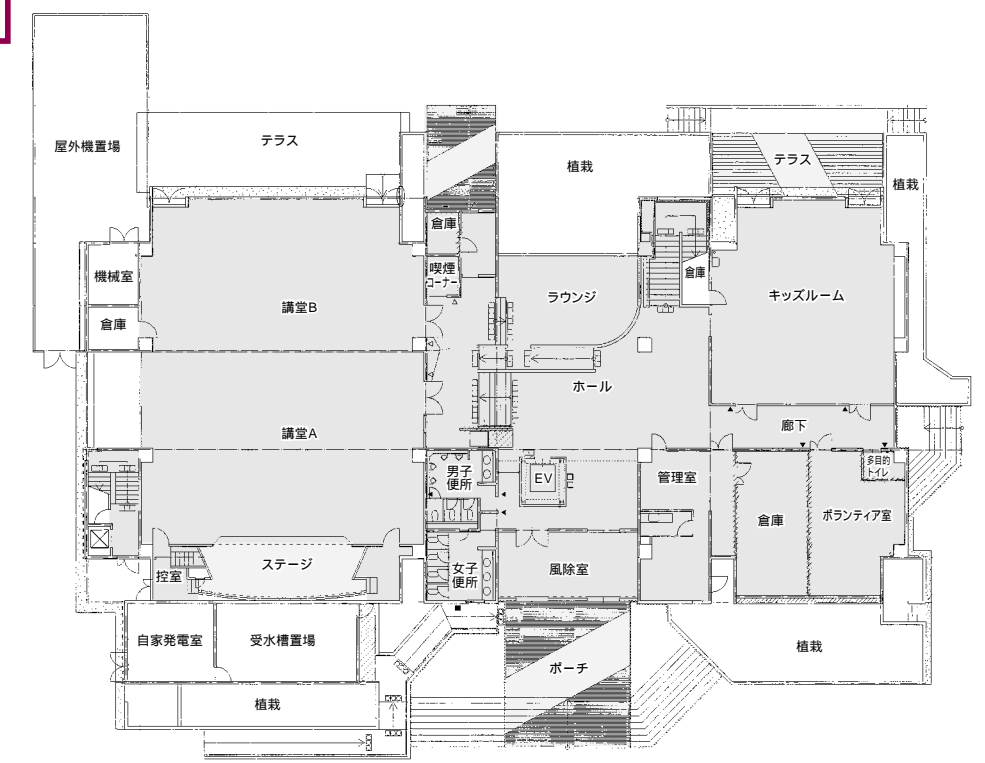 屋外機置場
テラス
植栽
テラス
植栽
倉庫
喫煙
コーナー
機械室
倉庫
講堂B
ラウンジ
倉庫
キッズルーム
ホール
講堂A
廊下
男子
便所
EV
管理室
多目的
トイレ
倉庫
ボランティア室
控室
ステージ
女子
便所
風除室
自家発電室
受水槽置場
ポーチ
植栽
植栽